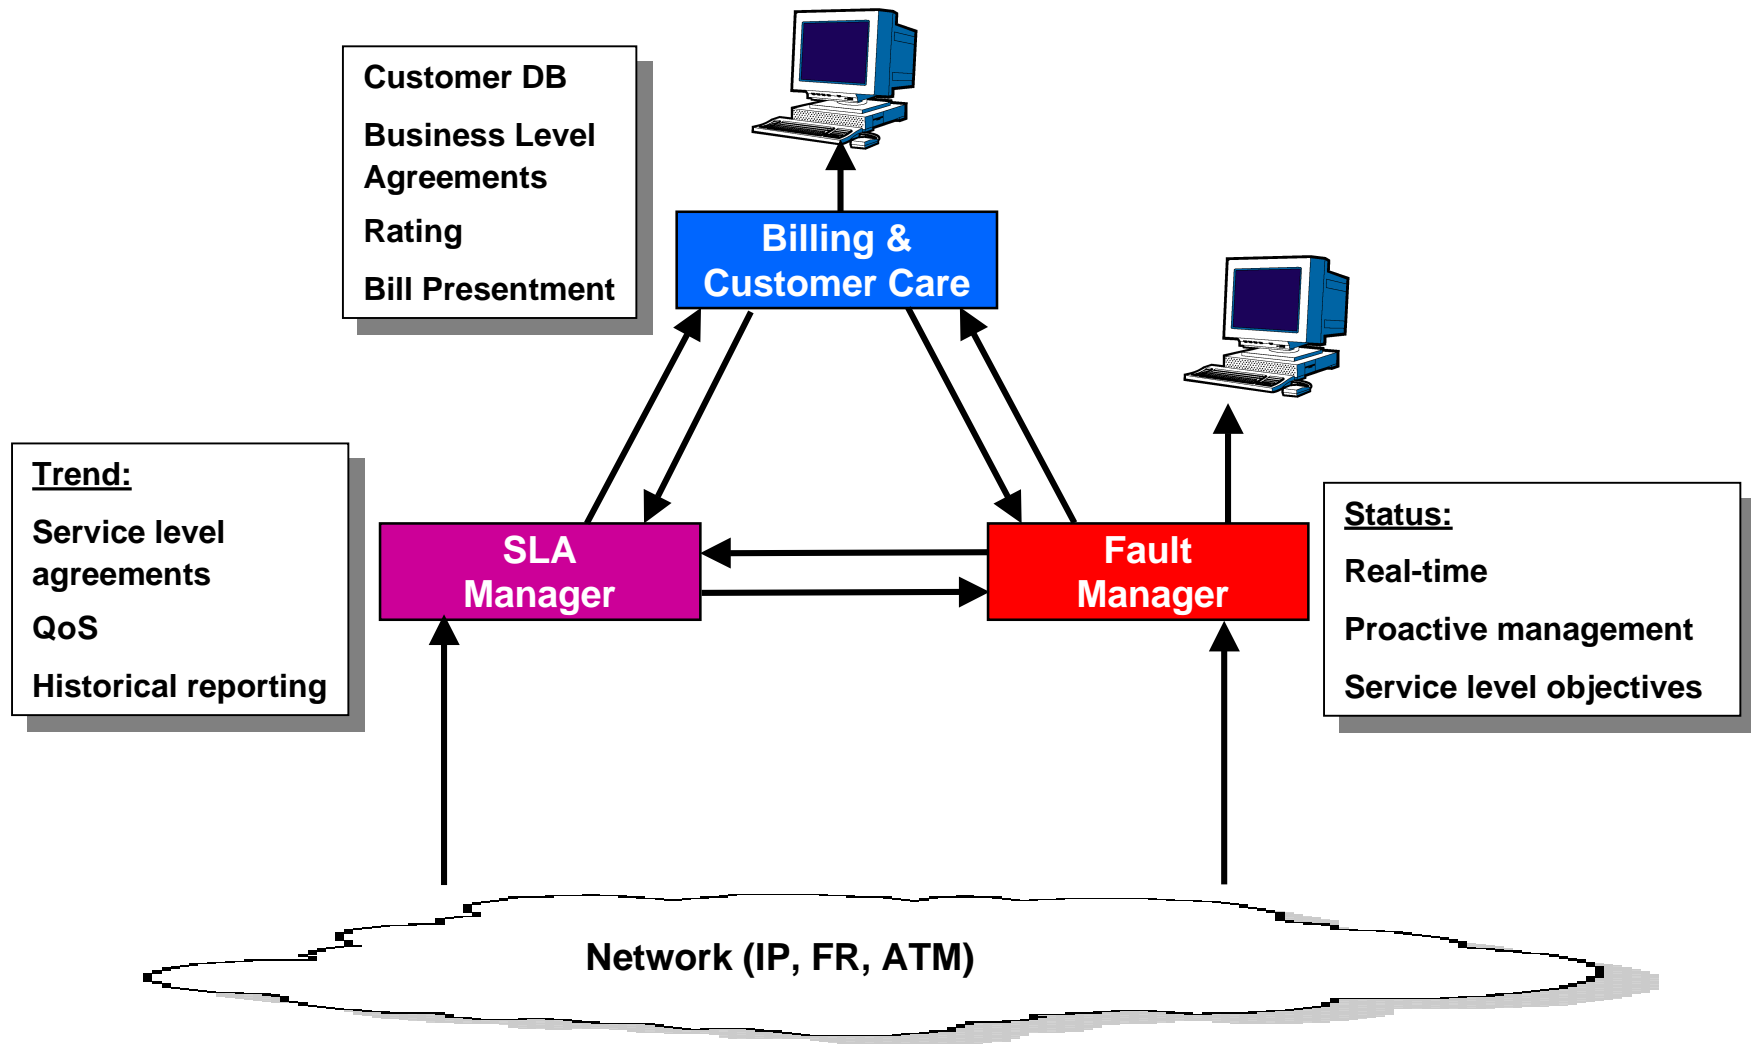 Customer DB
Business Level
Agreements
Rating
Bill Presentment
Billing &
Customer Care
Trend:
Service level
agreements
QoS
Historical reporting
SLA
Manager
Fault
Manager
Status:
Real-time
Proactive management
Service level objectives
Network (IP, FR, ATM)